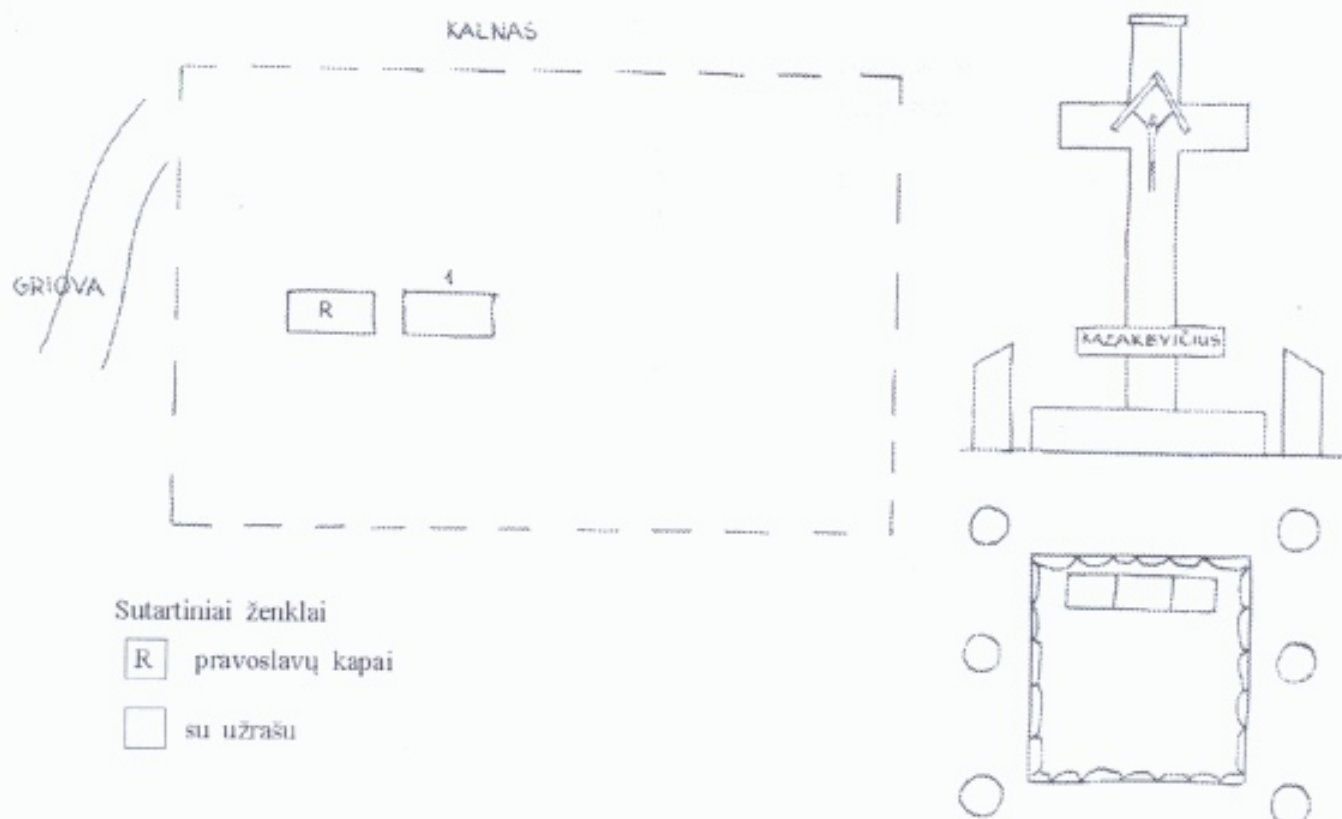 KALNAS
GRIOVA
R
1
KAZAKEVIČIUS
Sutartiniai ženklai
R pravoslavų kapai
su užrašu